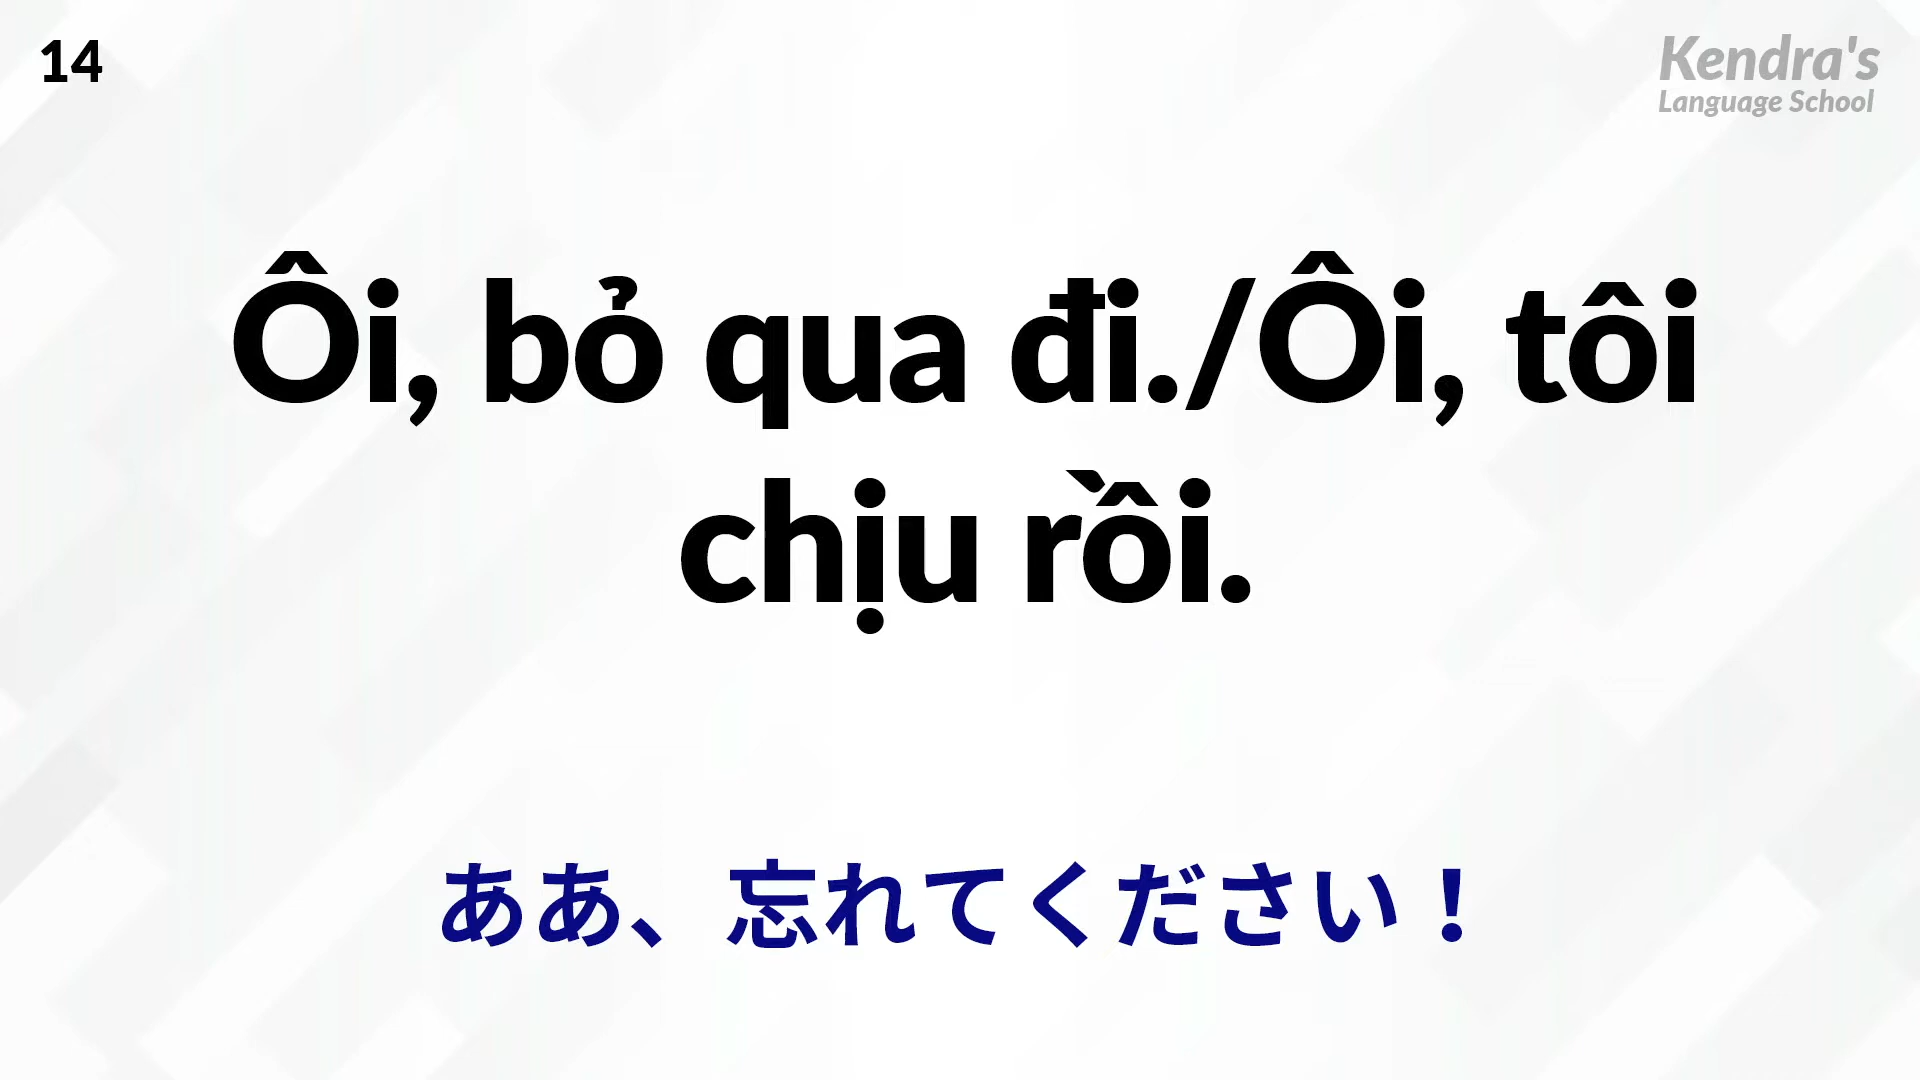 14
Kendra's
Language School
Ôi, bỏ qua đi./Ôi, tôi
chịu rồi.
ああ、忘れてください！